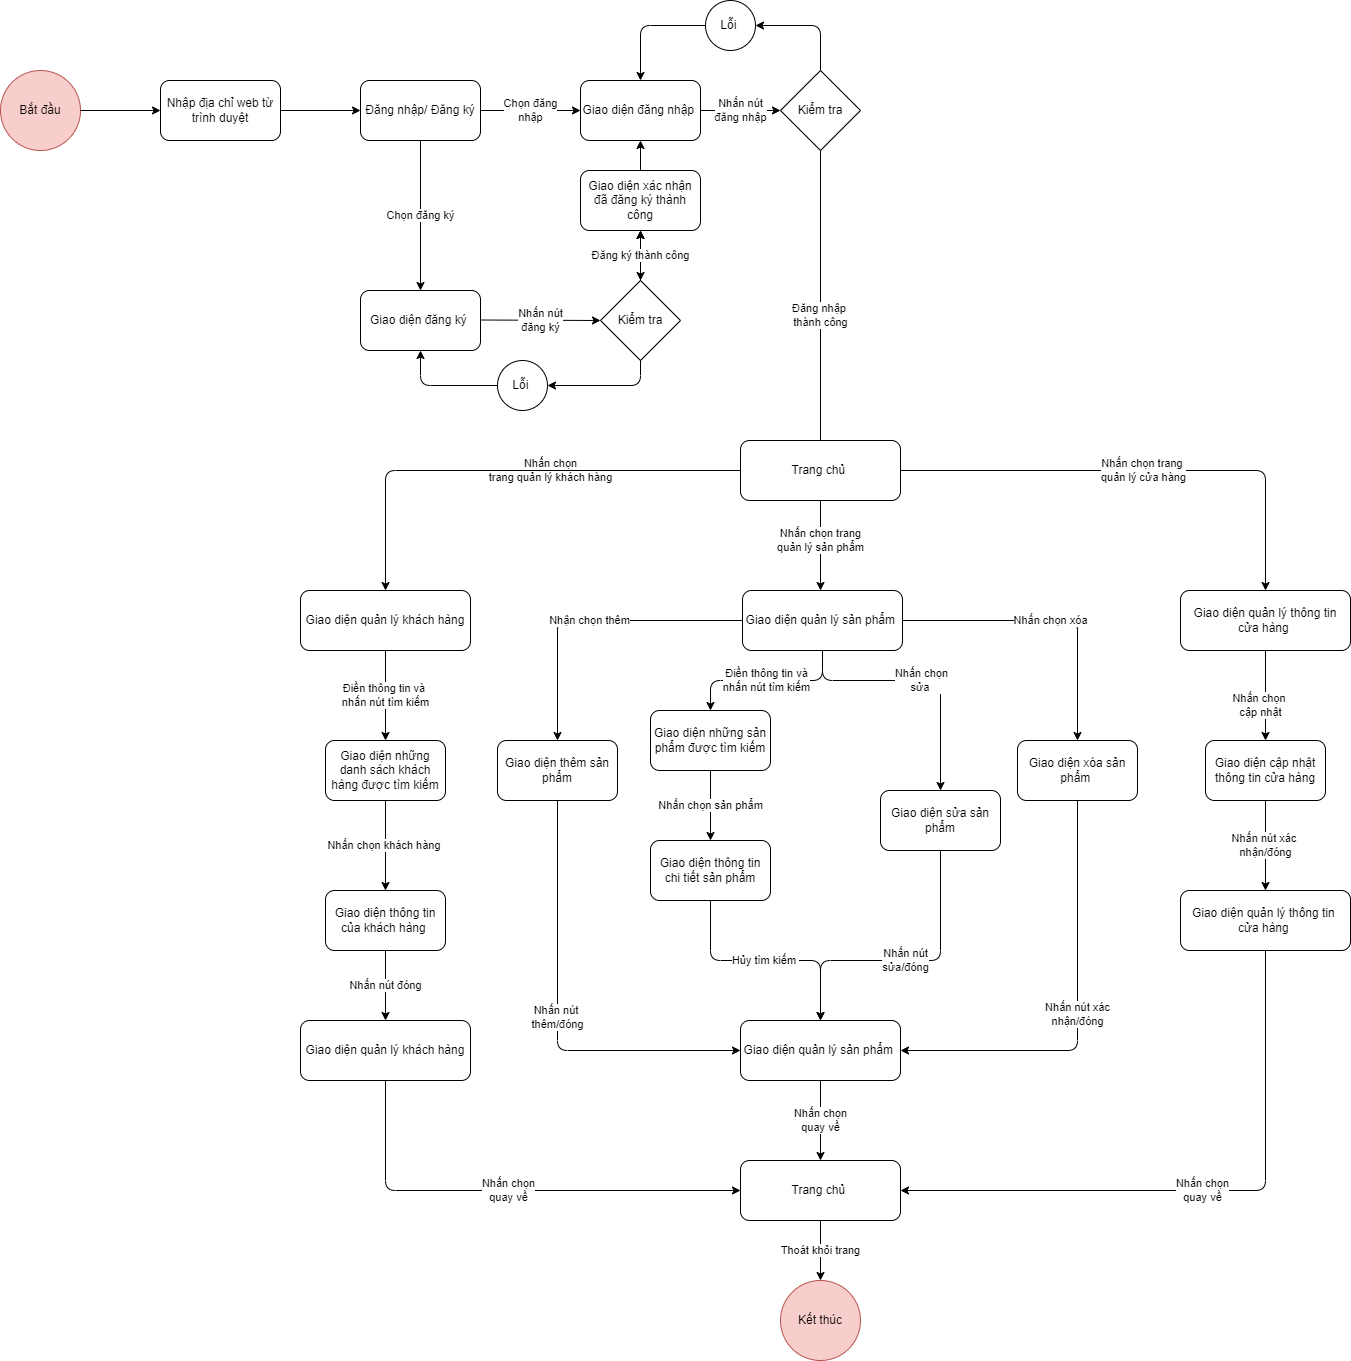 Lỗi
Bắt đầu
Nhập địa chỉ web từ
trình duyệt
Đăng nhập/ Đăng ký
Chọn đăng
nhập
Giao diện đăng nhập
Nhấn nút
đăng nhập
Kiểm tra
Giao diện xác nhận
đã đăng ký thành
công
Chọn đăng ký
Đăng ký thành công
Giao diện đăng ký
Nhấn nút
đăng ký
Kiểm tra
Đăng nhập
thành công
Lỗi
Nhấn chọn
trang quản lý khách hàng
Trang chủ
Nhấn chọn trang
quản lý cửa hàng
Nhấn chọn trang
quản lý sản phẩm
Giao diện quản lý khách hàng
Nhận chọn thêm
Giao diện quản lý sản phẩm
Nhấn chọn xóa
Giao diện quản lý thông tin
cửa hàng
Điền thông tin và
nhấn nút tìm kiếm
Điền thông tin và
nhấn nút tìm kiếm
Nhấn chọn
sửa
Nhấn chọn
cập nhật
Giao diện những
danh sách khách
hàng được tìm kiếm
Giao diện thêm sản
phẩm
Giao diện những sản
phẩm được tìm kiếm
Giao diện xóa sản
phẩm
Giao diện cập nhật
thông tin cửa hàng
Nhấn chọn sản phẩm
Giao diện sửa sản
phẩm
Nhấn chọn khách hàng
Nhấn nút xác
nhận/đóng
Giao diện thông tin
chi tiết sản phẩm
Giao diện thông tin
của khách hàng
Giao diện quản lý thông tin
cửa hàng
Hủy tìm kiếm
Nhấn nút
sửa/đóng
Nhấn nút đóng
Nhấn nút
thêm/đóng
Nhấn nút xác
nhận/đóng
Giao diện quản lý khách hàng
Giao diện quản lý sản phẩm
Nhấn chọn
quay về
Nhấn chọn
quay về
Trang chủ
Nhấn chọn
quay về
Thoát khỏi trang
Kết thúc